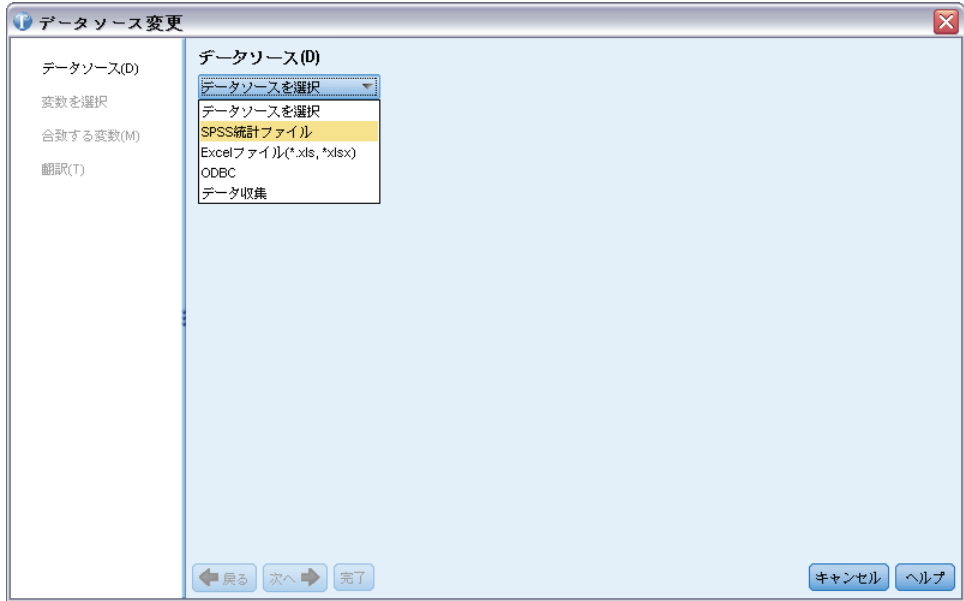 データソース変更
データソース(D)
変数を選択
合致する変数(M)
翻訳(T)
データソース(D)
データソースを選択
データソースを選択
SPSS統計ファイル
Excelファイル(*.xls, *xlsx)
ODBC
データ収集
戻る
次へ
完了
キャンセル
ヘルプ